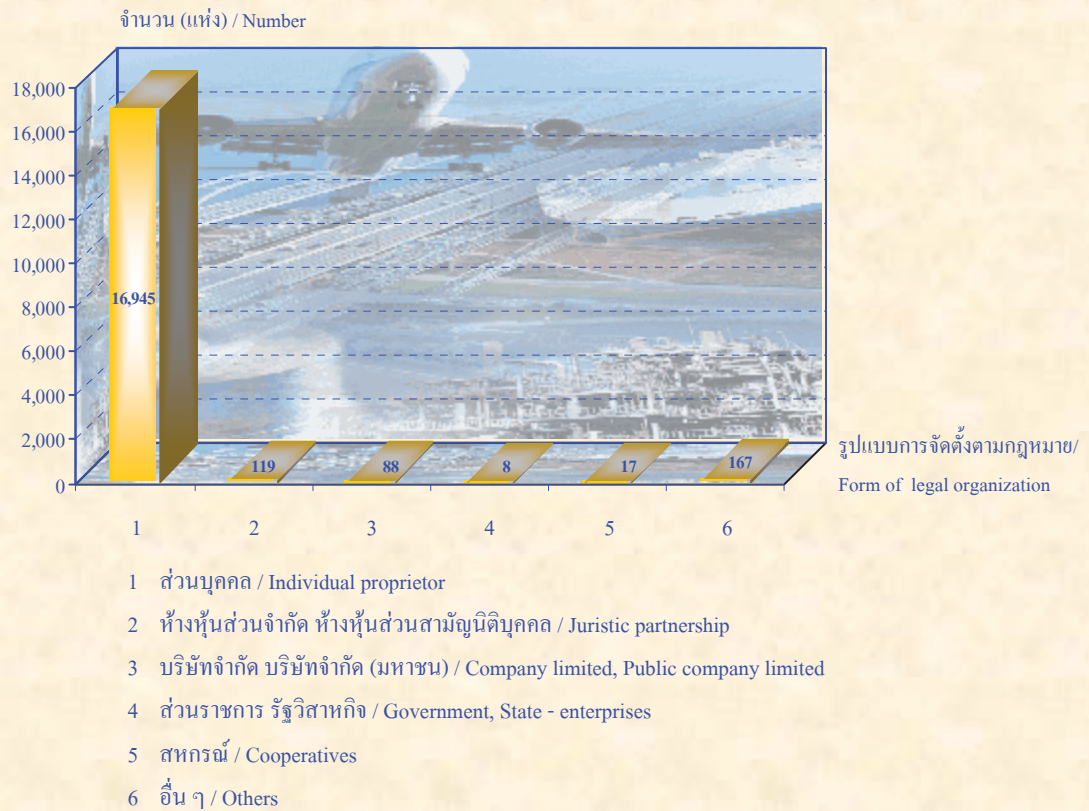 จำนวน (แห่ง) / Number
18,000
16,000
14,000
12,000
10,000
8,000
6,000
4,000
2,000
0
16,945
119
88
8
17
167
รูปแบบการจัดตั้งตามกฎหมาย/
Form of legal organization
1 2 3 4 5 6
1 ส่วนบุคคล / Individual proprietor
2 ห้างหุ้นส่วนจำกัด ห้างหุ้นส่วนสามัญนิติบุคคล / Juristic partnership
3 บริษัทจำกัด บริษัทจำกัด (มหาชน) / Company limited, Public company limited
4 ส่วนราชการ รัฐวิสาหกิจ / Government, State - enterprises
5 สหกรณ์ / Cooperatives
6 อื่น ๆ / Others